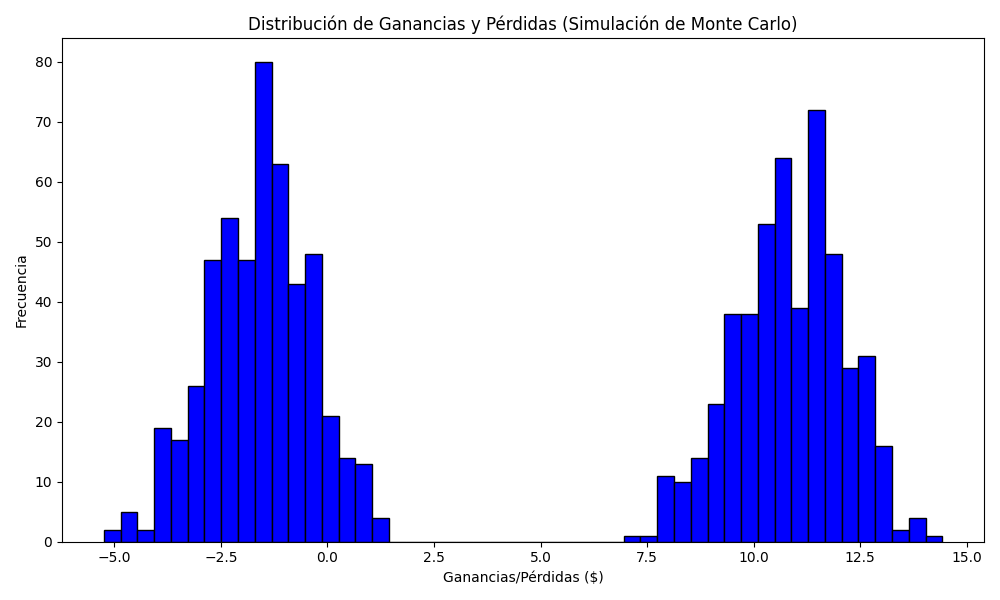 Distribución de Ganancias y Pérdidas (Simulación de Monte Carlo)
80
70
60
50
40
30
20
10
0
Frecuencia
−5.0 −2.5 0.0 2.5 5.0 7.5 10.0 12.5 15.0
Ganancias/Pérdidas ($)